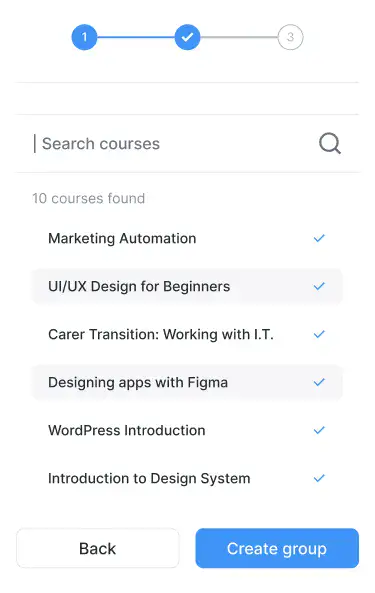 1 3
Search courses
10 courses found
Marketing Automation
UI/UX Design for Beginners
Carer Transition: Working with I.T.
Designing apps with Figma
WordPress Introduction
Introduction to Design System
Back Create group